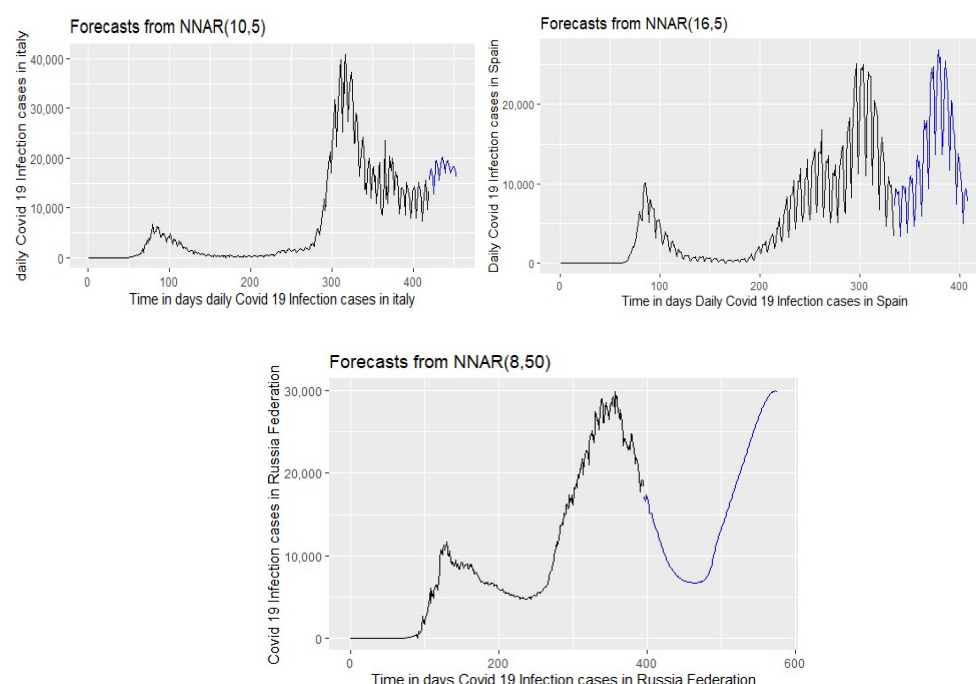 Forecasts from NNAR(10,5)
daily Covid 19 Infection cases in italy
40,000
30,000
20,000
10,000
0
0 100 200 300 400
Time in days daily Covid 19 Infection cases in italy
Forecasts from NNAR(16,5)
Daily Covid 19 Infection cases in Spain
20,000
10,000
0
0 100 200 300 400
Time in days Daily Covid 19 Infection cases in Spain
Forecasts from NNAR(8,50)
Covid 19 Infection cases in Russia Federation
30,000
20,000
10,000
0
0 200 400 600
Time in days Covid 19 Infection cases in Russia Federation